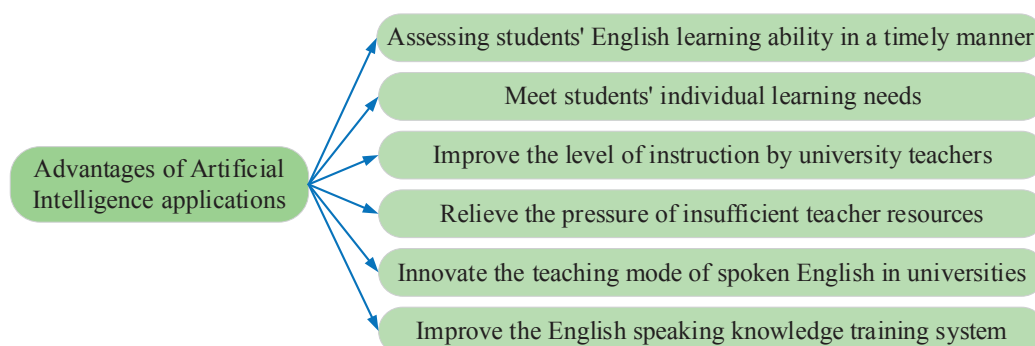 Advantages of Artificial
Intelligence applications
Assessing students' English learning ability in a timely manner
Meet students' individual learning needs
Improve the level of instruction by university teachers
Relieve the pressure of insufficient teacher resources
Innovate the teaching mode of spoken English in universities
Improve the English speaking knowledge training system